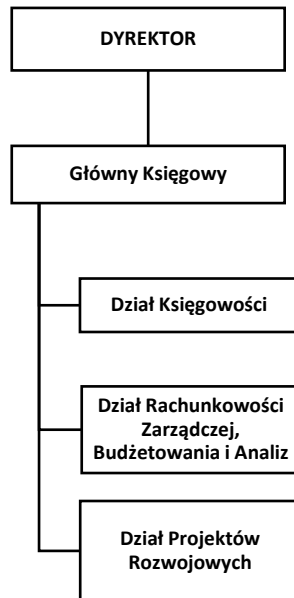 DYREKTOR
Główny Księgowy
Dział Księgowości
Dział Rachunkowości
Zarządczej,
Budżetowania i Analiz
Dział Projektów
Rozwojowych